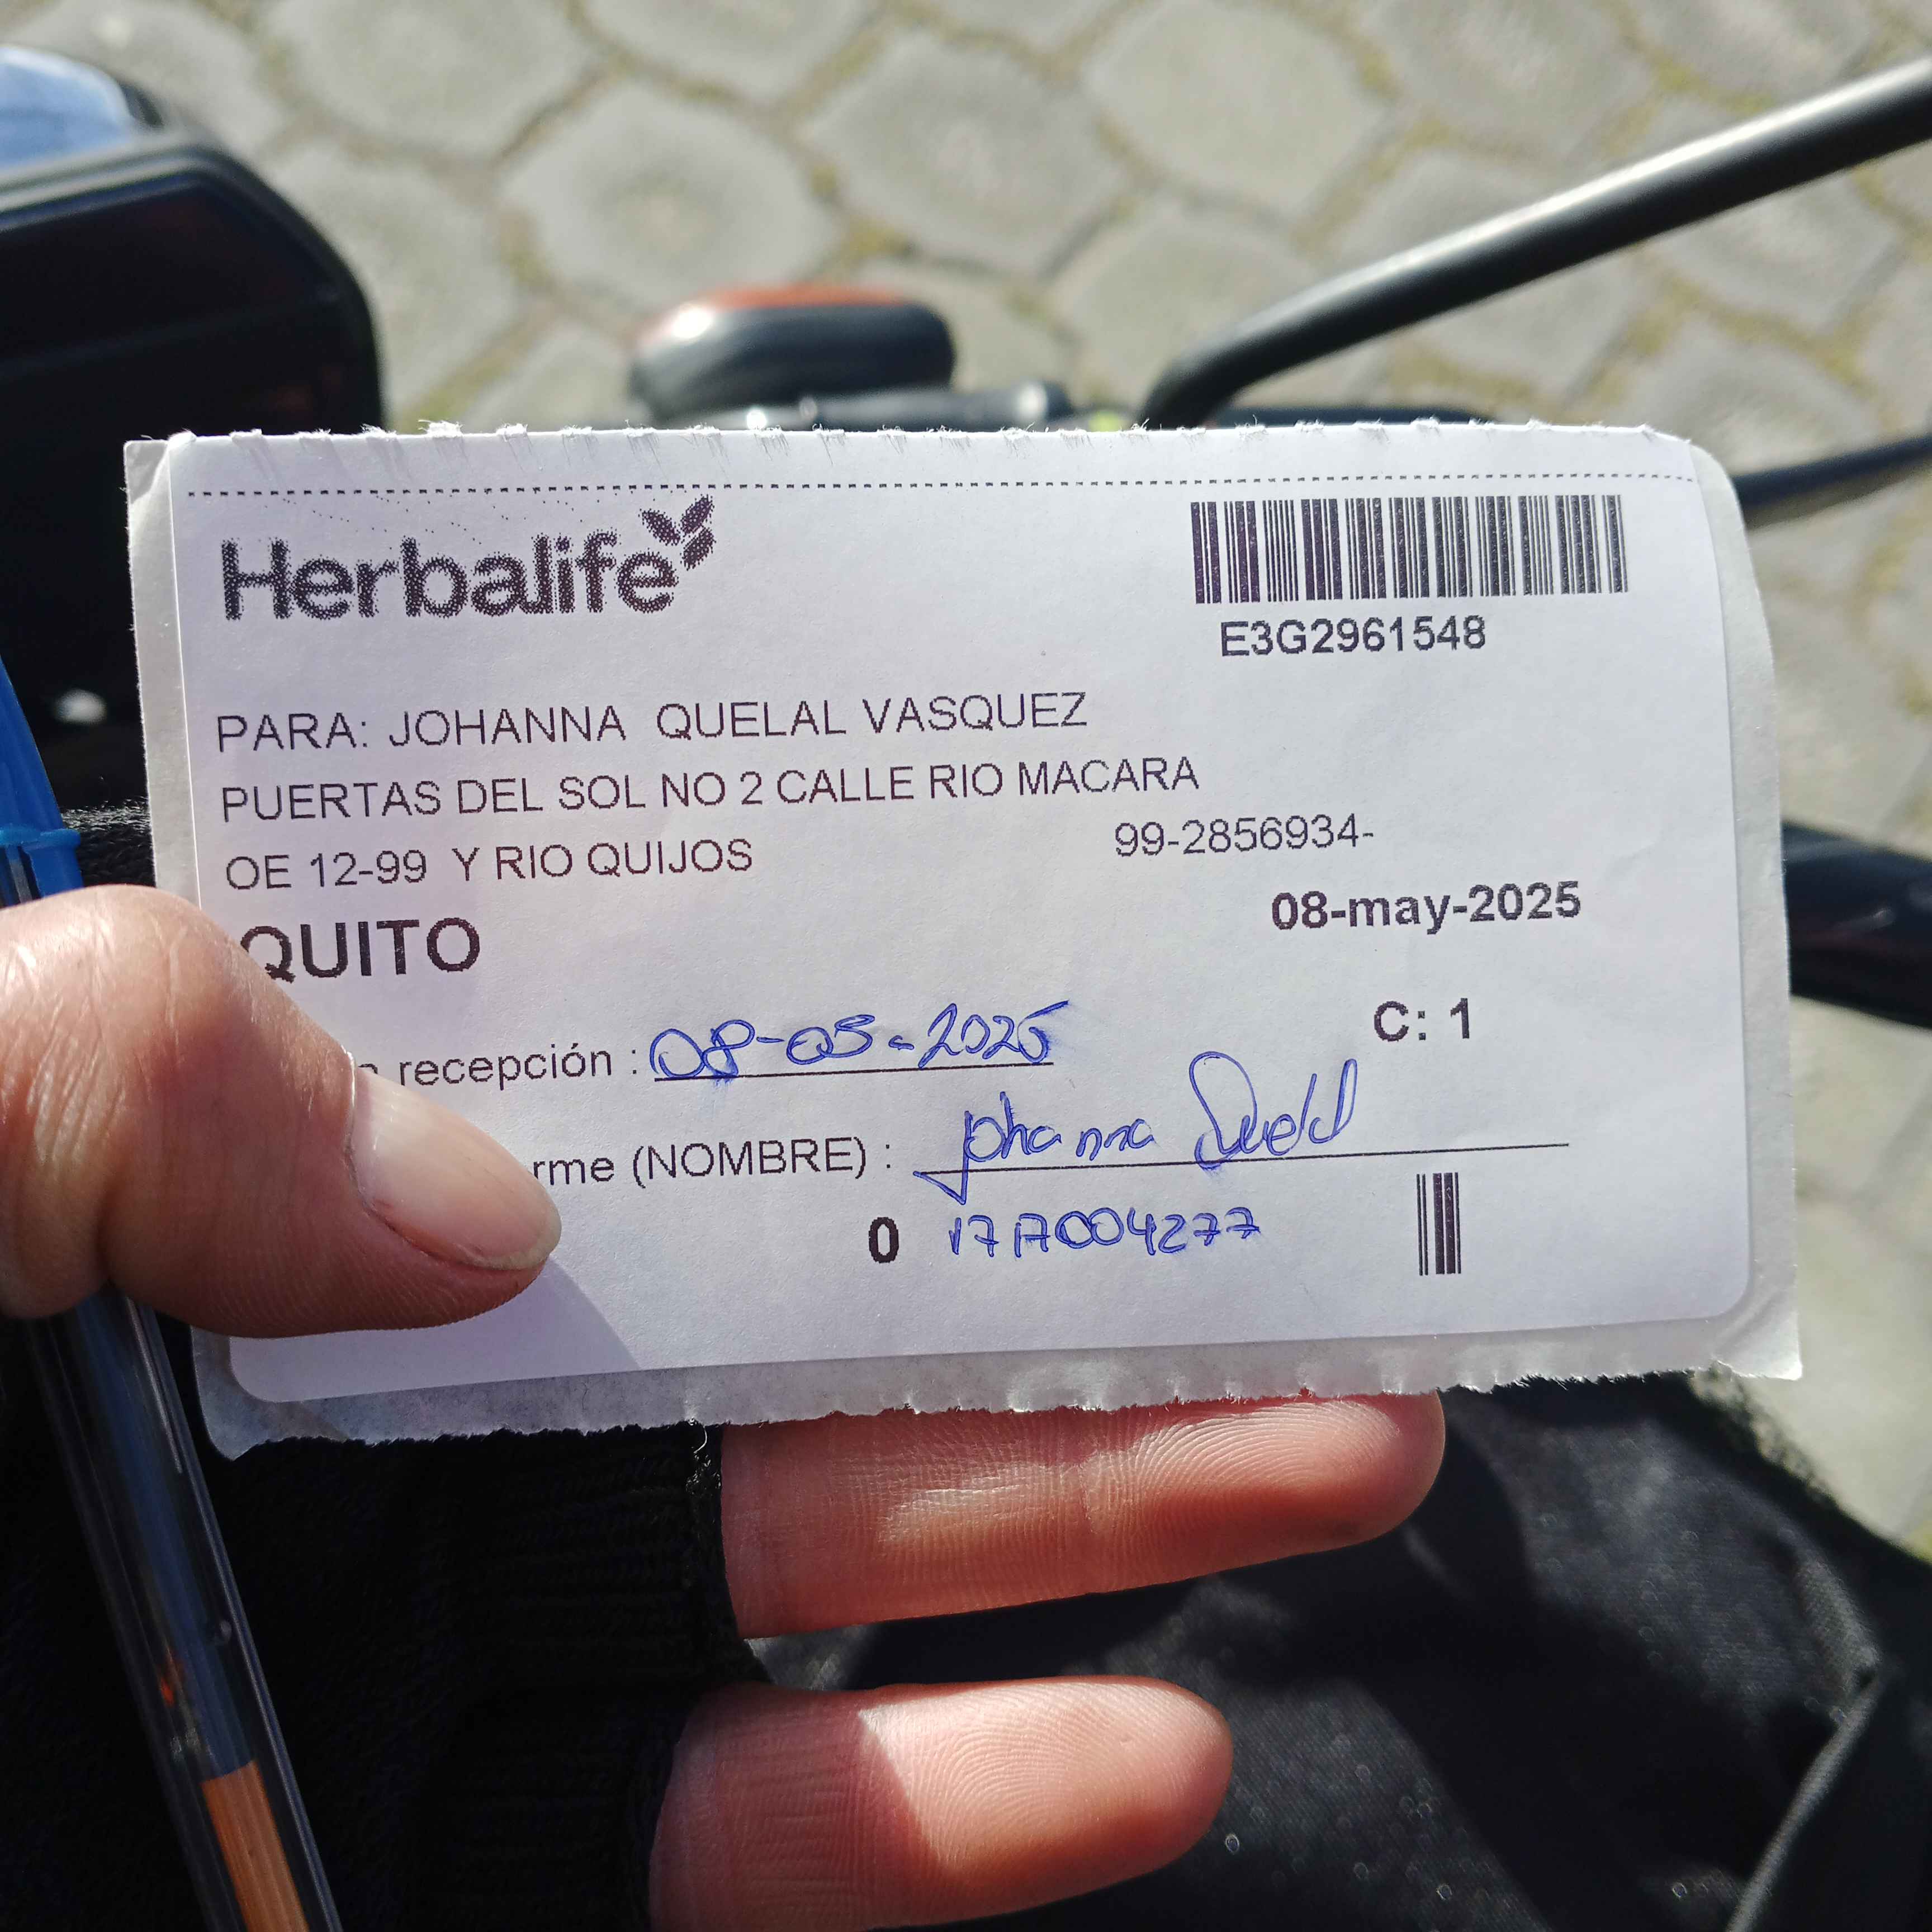 Herbalife
E3G2961548
PARA: JOHANNA QUELAL VASQUEZ
PUERTAS DEL SOL NO 2 CALLE RIO MACARA
OE 12-99 Y RIO QUIJOS 99-2856934-
08-may-2025
QUITO
C: 1
recepción : 08-05-2025
rme (NOMBRE) : Johanna Quelal
0 1717004277